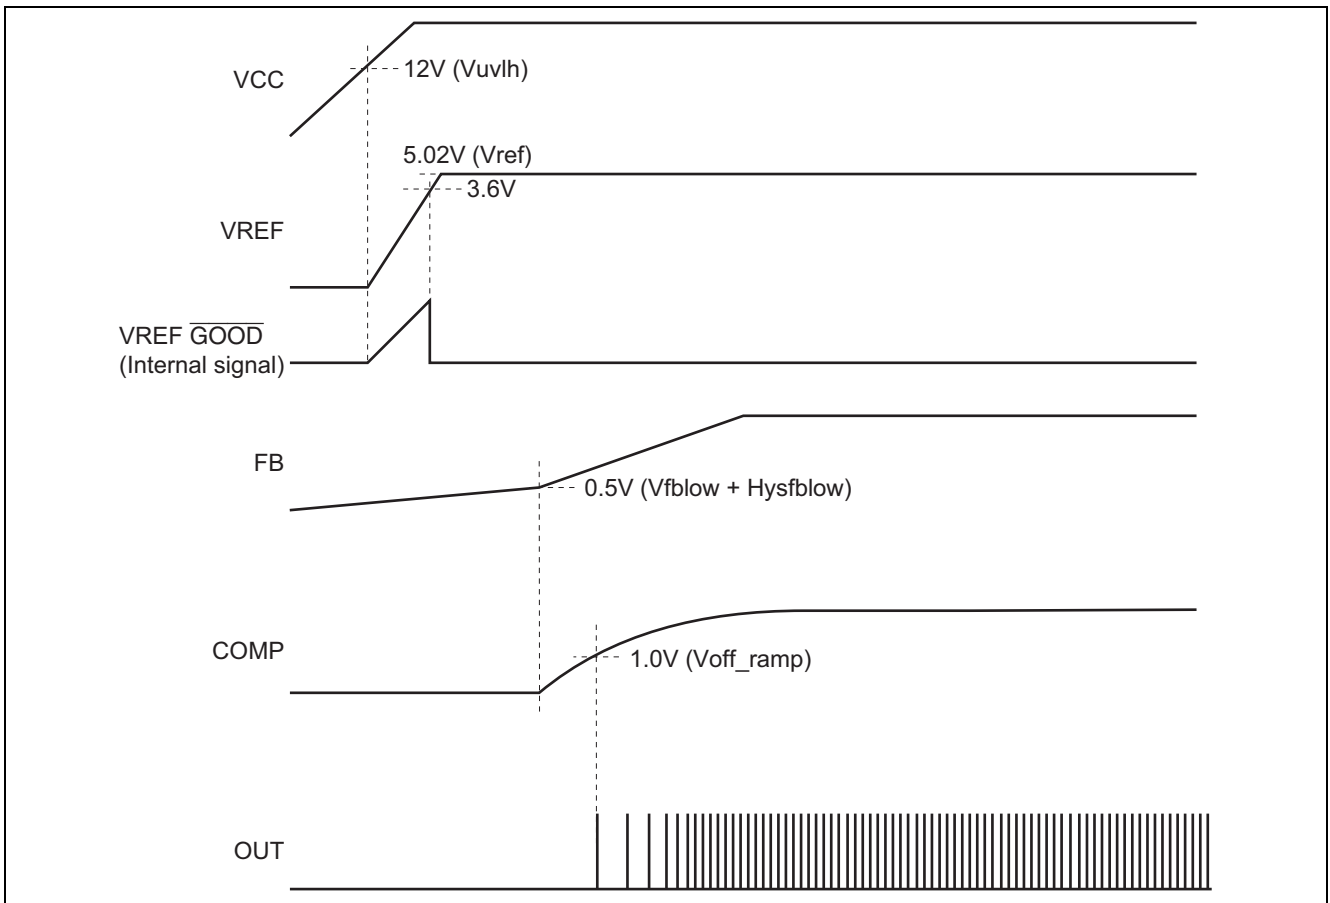 VCC
12V (Vuvlh)
5.02V (Vref)
3.6V
VREF
VREF GOOD
(Internal signal)
FB
0.5V (Vfblow + Hysfblow)
COMP
1.0V (Voff_ramp)
OUT